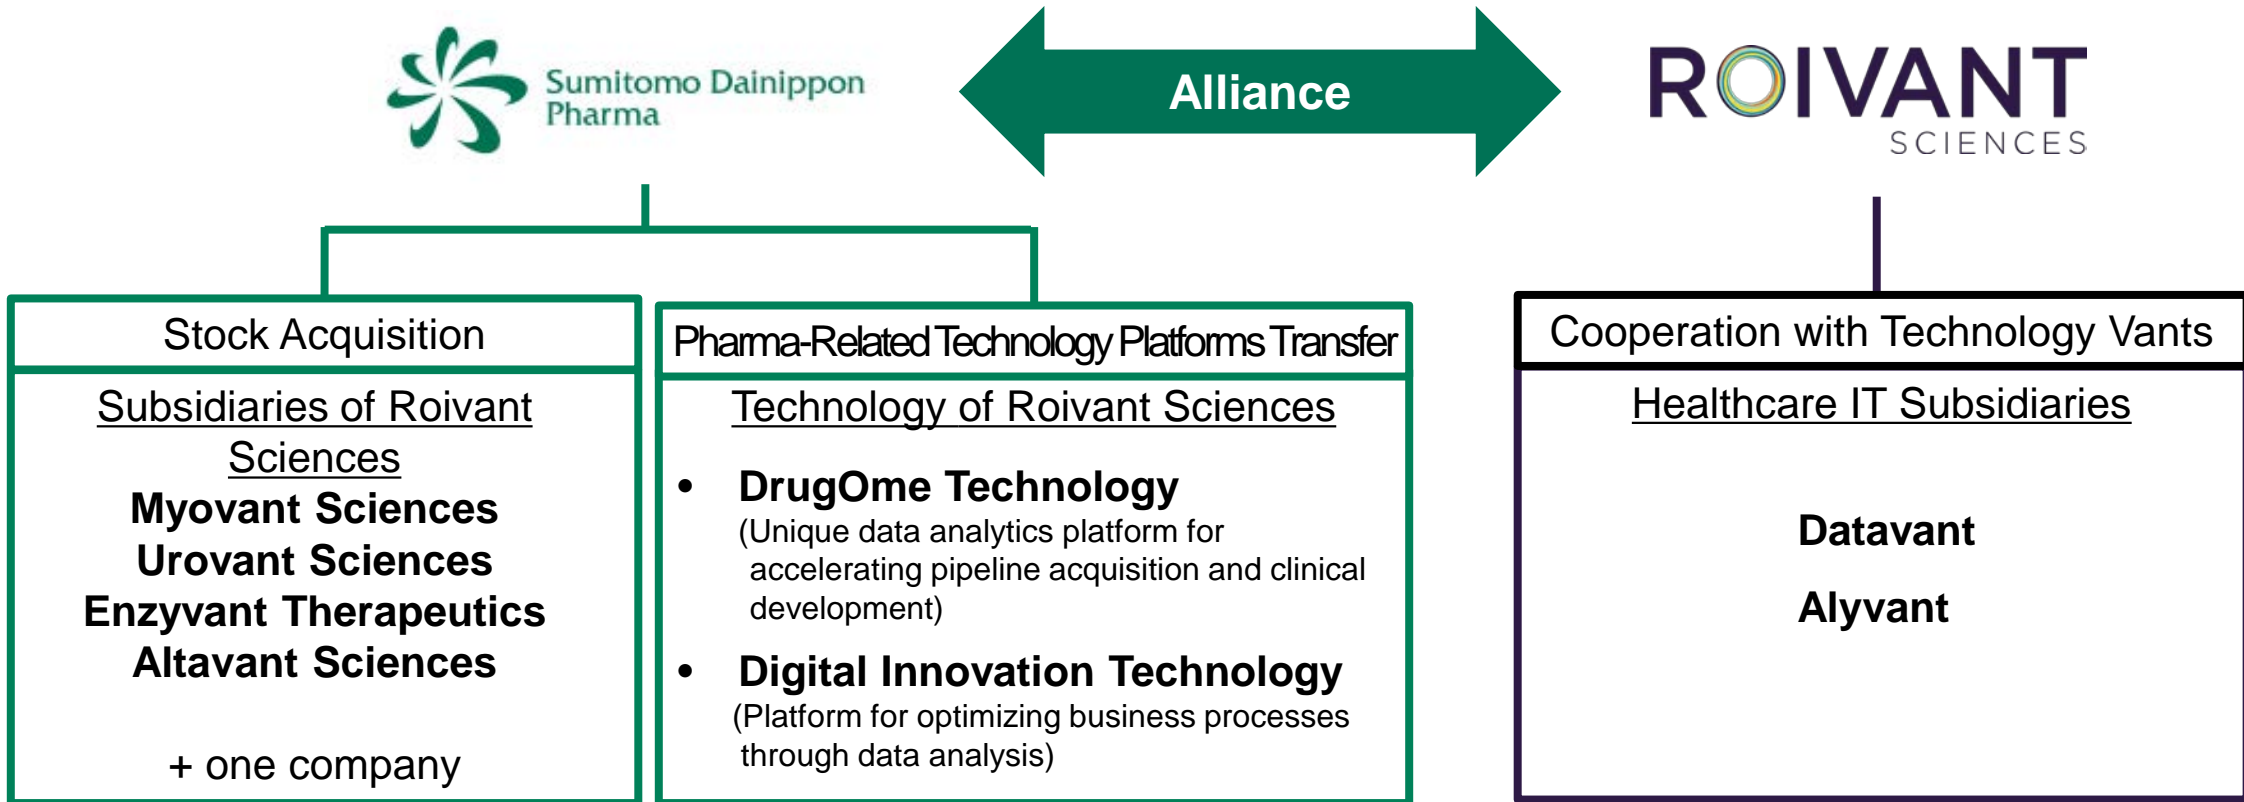 Sumitomo Dainippon
Pharma
Alliance
ROIVANT
SCIENCES
Stock Acquisition
Subsidiaries of Roivant
Sciences
Myovant Sciences
Urovant Sciences
Enzyvant Therapeutics
Altavant Sciences
+ one company
Pharma-Related Technology Platforms Transfer
Technology of Roivant Sciences
• DrugOme Technology
(Unique data analytics platform for
accelerating pipeline acquisition and clinical
development)
• Digital Innovation Technology
(Platform for optimizing business processes
through data analysis)
Cooperation with Technology Vants
Healthcare IT Subsidiaries
Datavant
Alyvant